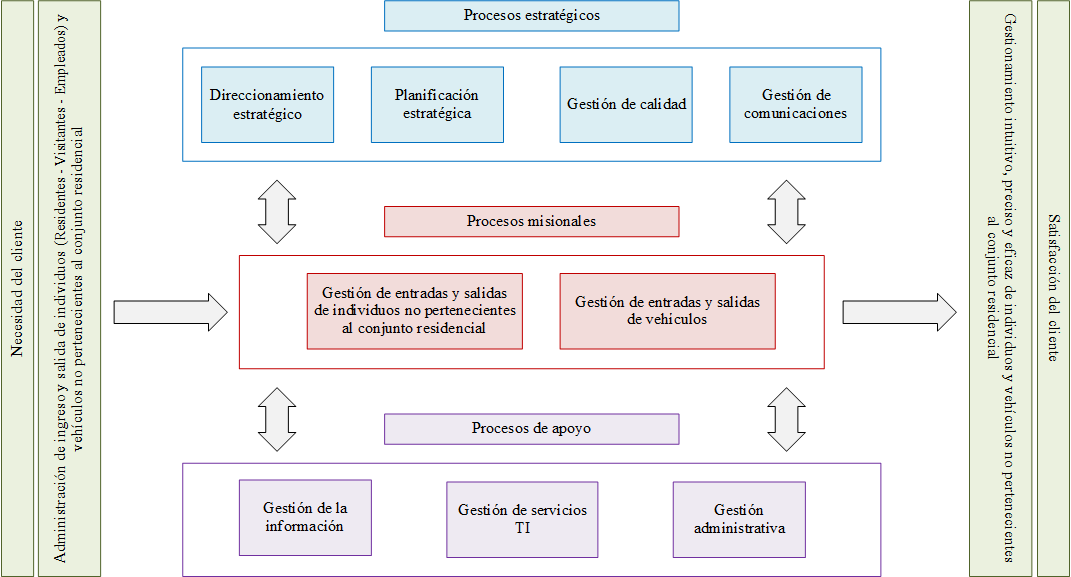 Necesidad del cliente
Administración de ingreso y salida de individuos (Residentes - Visitantes - Empleados) y
vehículos no pertenecientes al conjunto residencial
Procesos estratégicos
Direccionamiento
estratégico
Planificación
estratégica
Gestión de calidad
Gestión de
comunicaciones
Procesos misionales
Gestión de entradas y salidas
de individuos no pertenecientes
al conjunto residencial
Gestión de entradas y salidas
de vehículos
Procesos de apoyo
Gestión de la
información
Gestión de servicios
TI
Gestión
administrativa
Gestionamiento intuitivo, preciso y eficaz de individuos y vehículos no pertenecientes
al conjunto residencial
Satisfacción del cliente